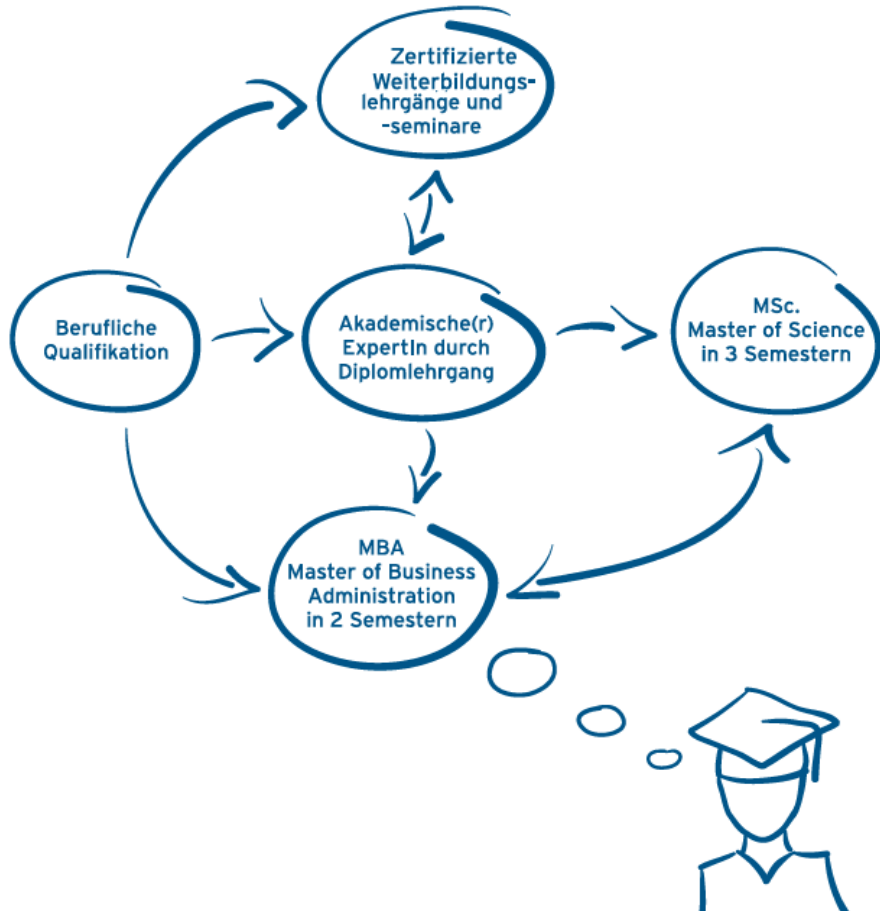 Zertifizierte
Weiterbildungs-
lehrgänge und
-seminare
Berufliche
Qualifikation
Akademische(r)
ExpertIn durch
Diplomlehrgang
MSc.
Master of Science
in 3 Semestern
MBA
Master of Business
Administration
in 2 Semestern